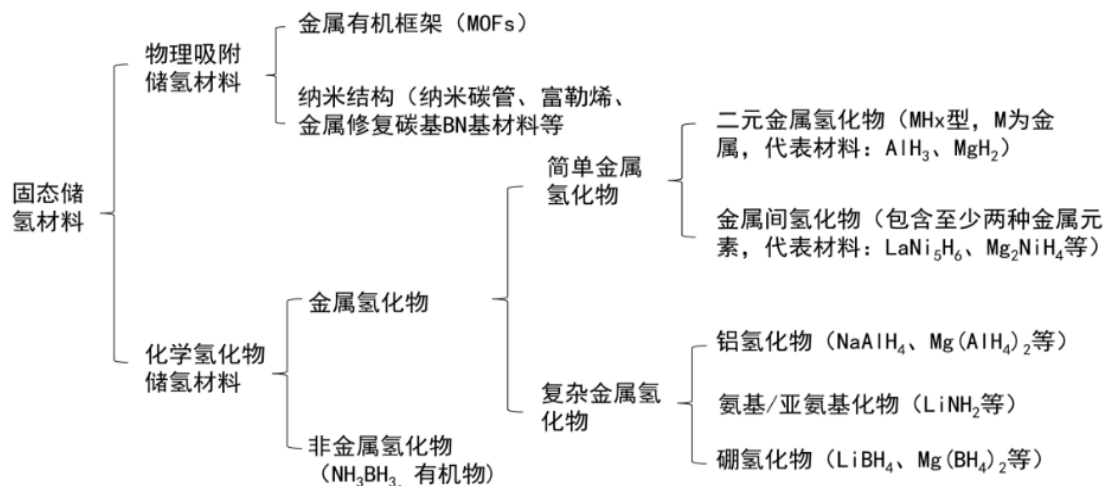 金属有机框架（MOFs）
物理吸附
储氢材料
纳米结构（纳米碳管、富勒烯、
金属修复碳基BN基材料等
二元金属氢化物（MHx型，M为金
属，代表材料：AlH₃、MgH₂）
简单金属
氢化物
固态储
氢材料
金属间氢化物（包含至少两种金属元
素，代表材料：LaNi₅H₆、Mg₂NiH₄等）
金属氢化物
化学氢化物
储氢材料
铝氢化物（NaAlH₄、Mg(AlH₄)₂等）
复杂金属氢
化物
氨基/亚氨基化物（LiNH₂等）
非金属氢化物
（NH₃BH₃、有机物）
硼氢化物（LiBH₄、Mg(BH₄)₂等）